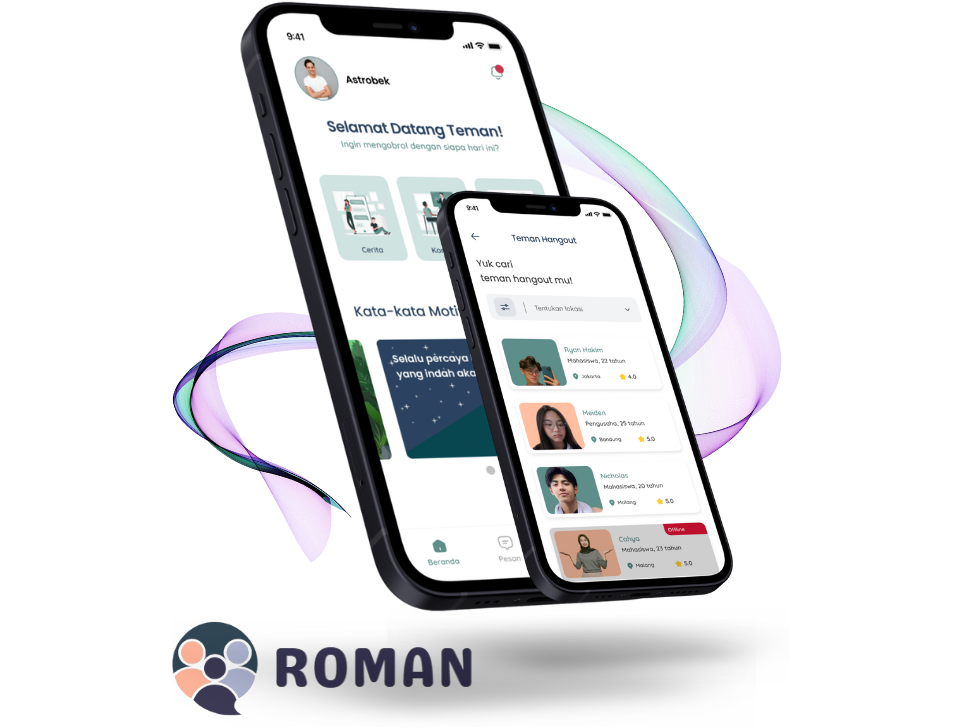 9:41
Astrobek
Selamat Datang Teman!
Ingin mengobrol dengan siapa hari ini?
Cerita
Kata-kata
Selalu percaya
yang indah
Beranda
Pesan
9:41
Teman Hangout
Yuk cari
teman hangout mu!
Tentukan lokasi
Ryan Hakim
Mahasiswa, 22 tahun
Jakarta 4.0
Meiden
Pengusaha, 25 tahun
Bandung 5.0
Nicholas
Mahasiswa, 20 tahun
Malang 5.0
Offline
Cahya
Mahasiswa, 23 tahun
Malang 5.0
ROMAN